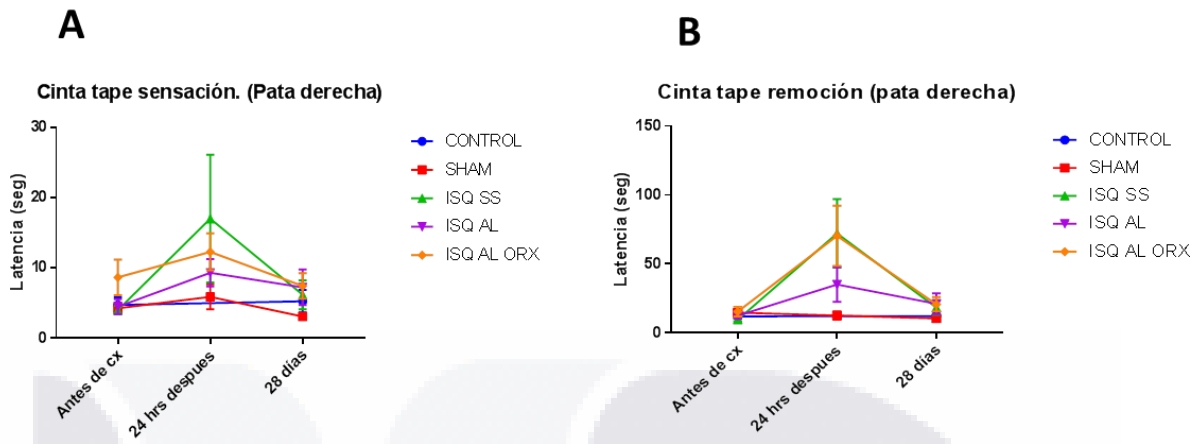 A
Cinta tape sensación. (Pata derecha)
Latencia (seg)
30
20
10
0
Antes de cx
24 hrs despues
28 días
CONTROL
SHAM
ISQ SS
ISQ AL
ISQ AL ORX
B
Cinta tape remoción (pata derecha)
Latencia (seg)
150
100
50
0
Antes de cx
24 hrs despues
28 días
CONTROL
SHAM
ISQ SS
ISQ AL
ISQ AL ORX